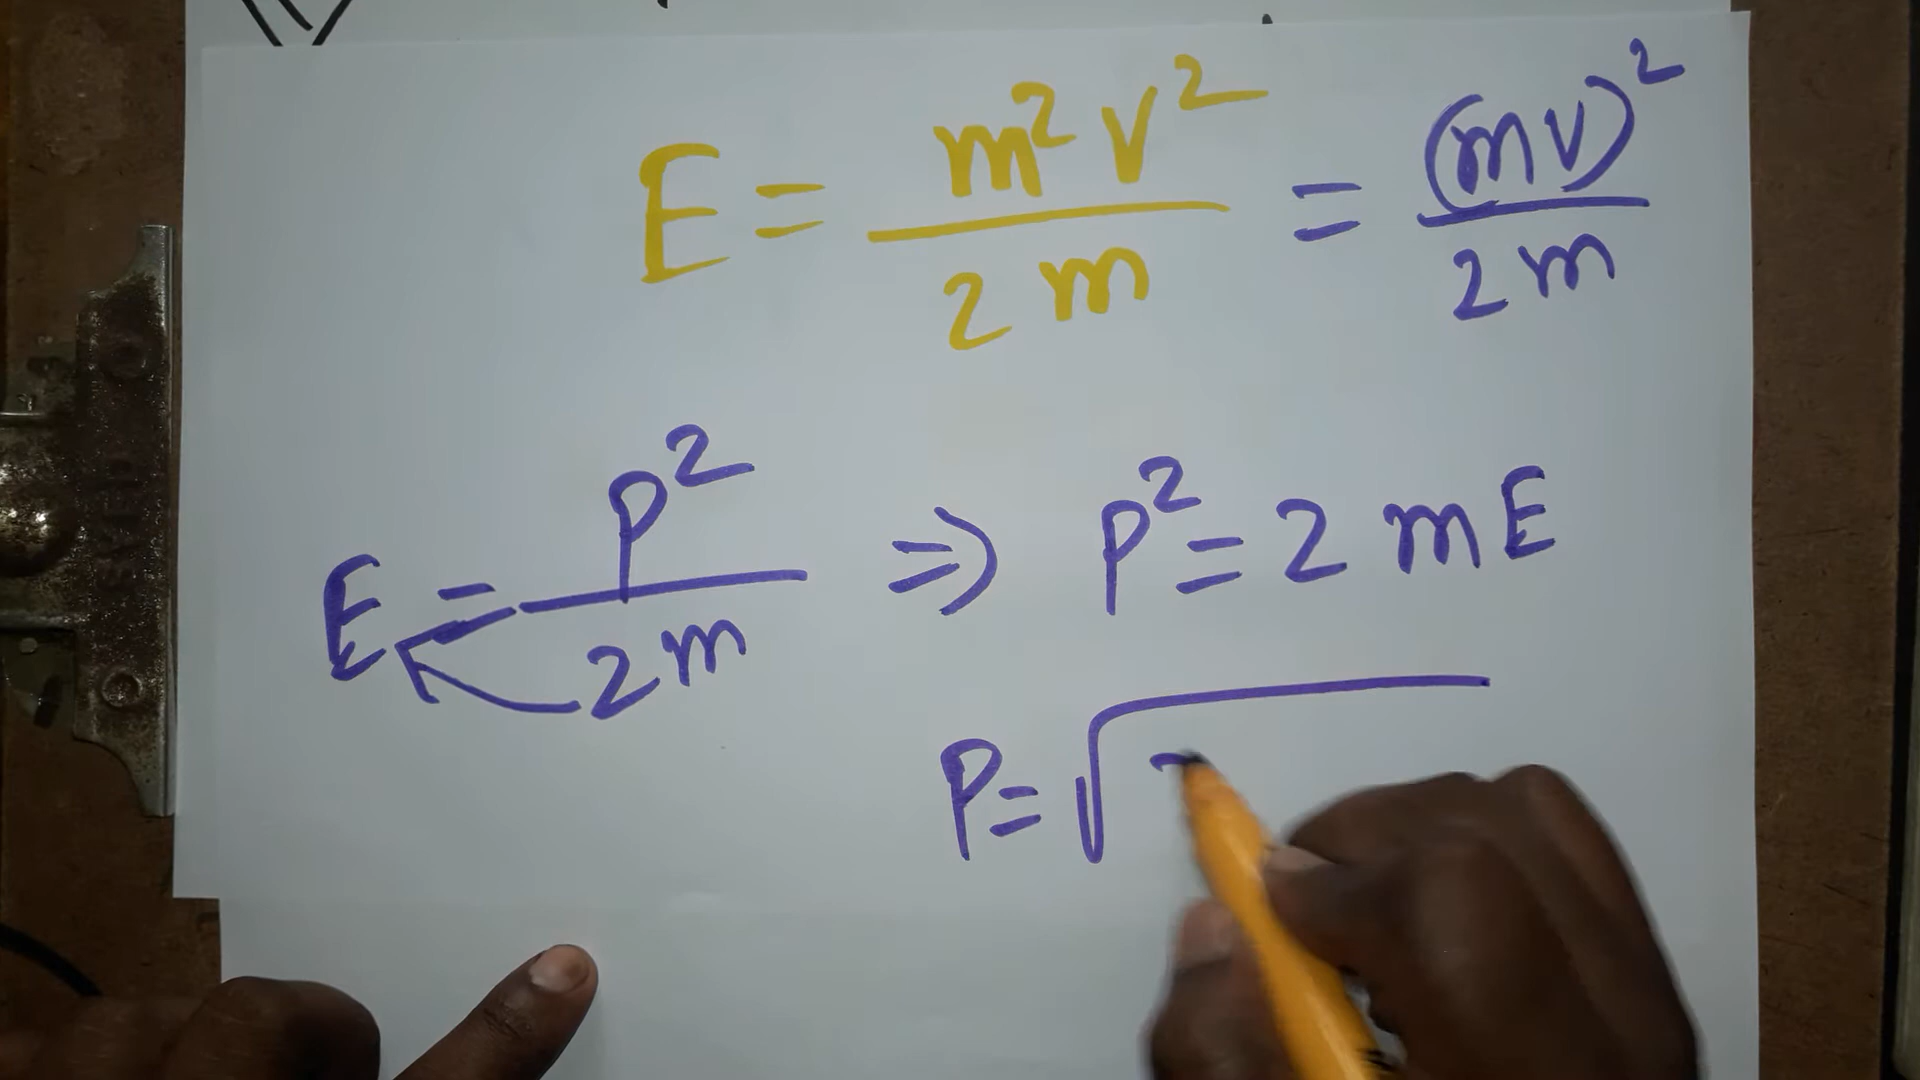 E = m²v² / 2m = (mv)² / 2m
E = P² / 2m ⇒ P² = 2mE
P = √